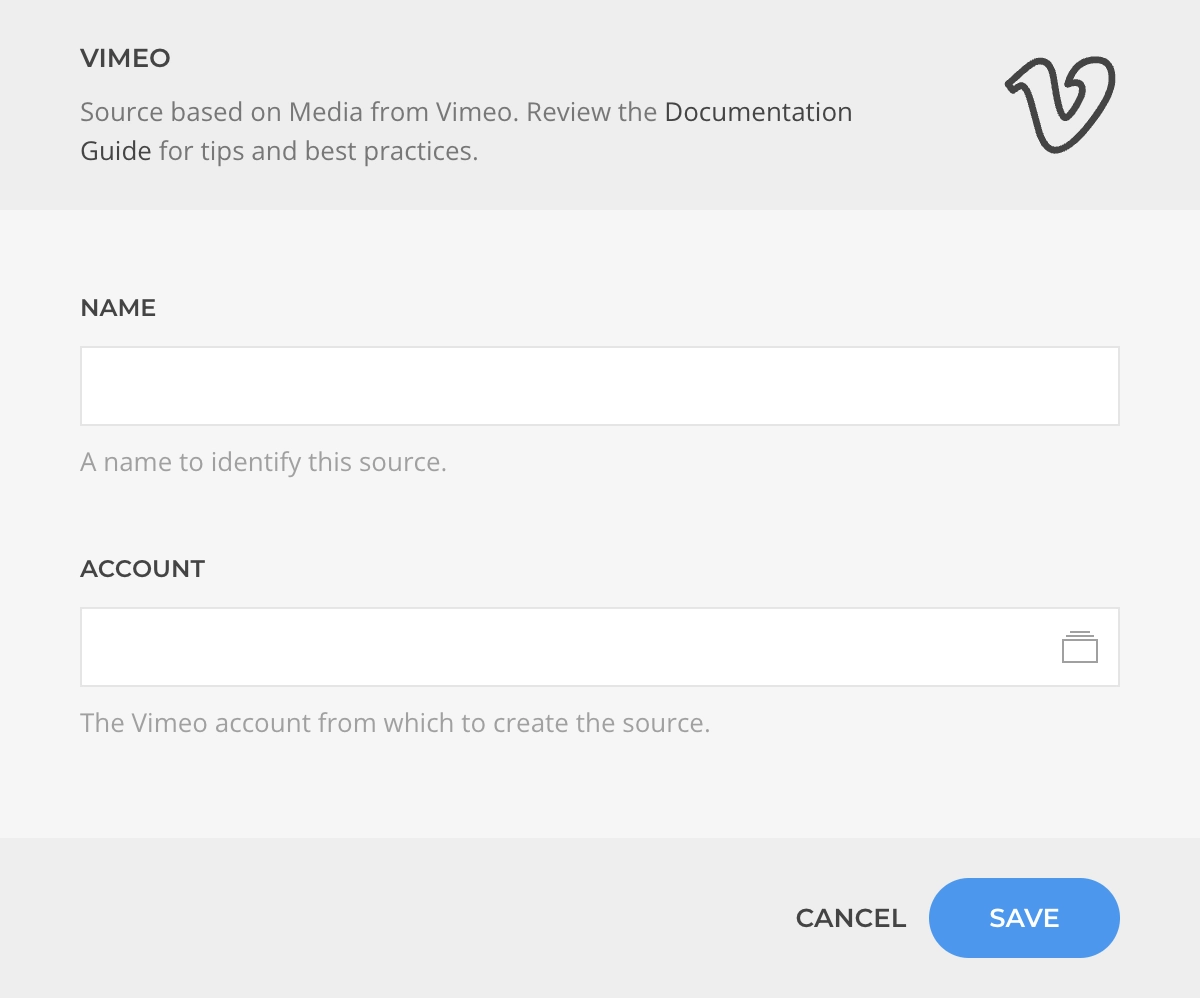 VIMEO
Source based on Media from Vimeo. Review the Documentation
Guide for tips and best practices.
NAME
A name to identify this source.
ACCOUNT
The Vimeo account from which to create the source.
CANCEL SAVE